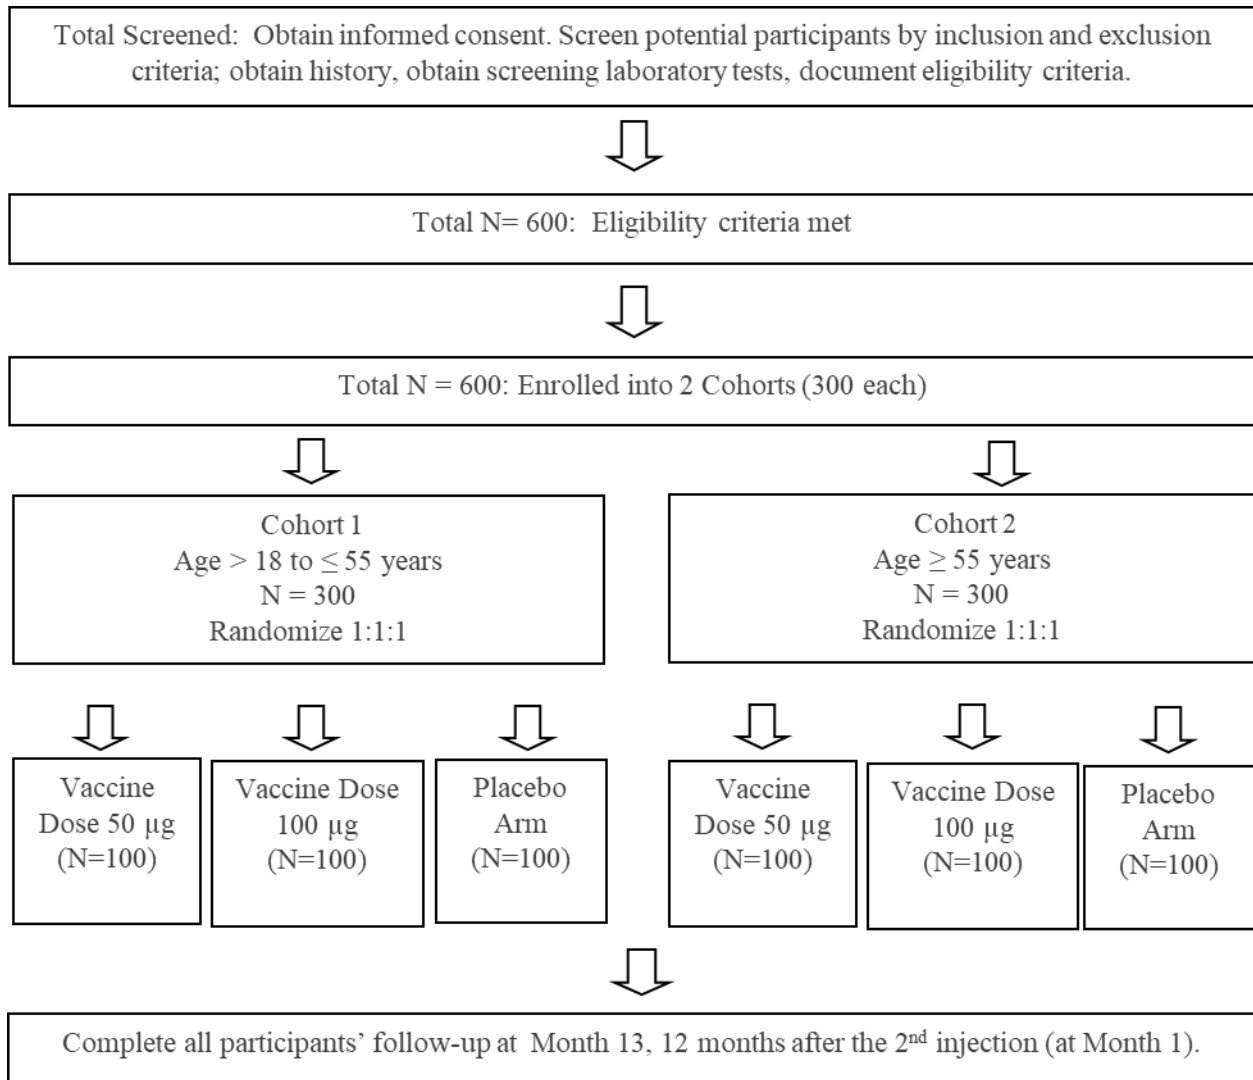 Total Screened: Obtain informed consent. Screen potential participants by inclusion and exclusion
criteria; obtain history, obtain screening laboratory tests, document eligibility criteria.
Total N= 600: Eligibility criteria met
Total N = 600: Enrolled into 2 Cohorts (300 each)
Cohort 1
Age > 18 to ≤ 55 years
N = 300
Randomize 1:1:1
Cohort 2
Age ≥ 55 years
N = 300
Randomize 1:1:1
Vaccine
Dose 50 µg
(N=100)
Vaccine Dose
100 µg
(N=100)
Placebo
Arm
(N=100)
Vaccine
Dose 50 µg
(N=100)
Vaccine Dose
100 µg
(N=100)
Placebo
Arm
(N=100)
Complete all participants’ follow-up at Month 13, 12 months after the 2nd injection (at Month 1).